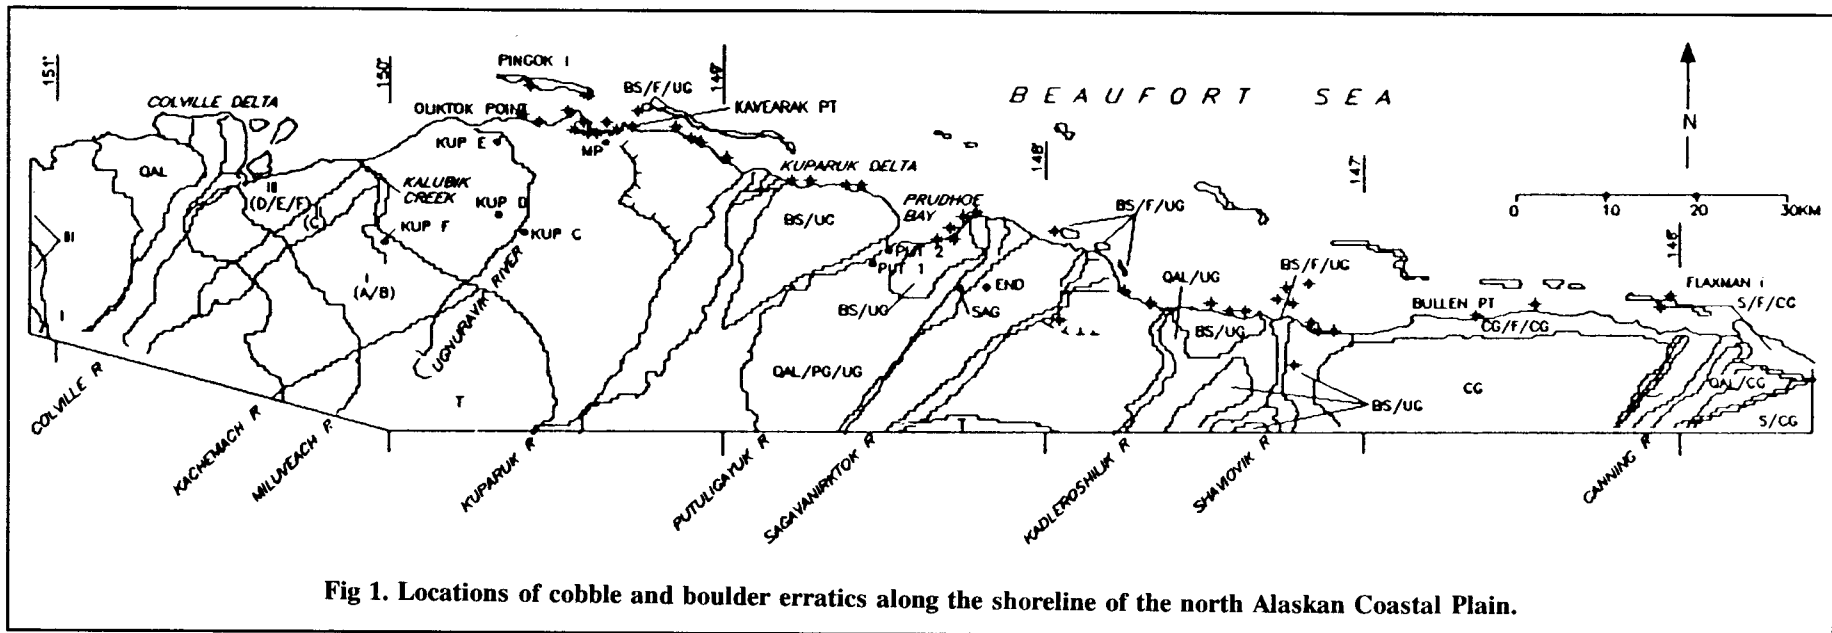 151°
150°
149°
148°
147°
146°
PINGOK I
BS/F/UG
BEAUFORT SEA
N
COLVILLE DELTA
OLIKTOK POINT
KAVEARAK PT
QAL
KUP E
MP
KUPARUK DELTA
III
(D/E/F)
(C)
KALUBIK
CREEK
KUP D
KUP F
KUP C
BS/UG
PRUDHOE
BAY
BS/F/UG
0 10 20 30KM
III
I
(A/B)
UGNURAVIK RIVER
PUT 2
PUT 1
BS/UG
END
SAG
QAL/UG
BS/F/UG
BS/UG
BULLEN PT
FLAXMAN I
S/F/CG
CG/F/CG
I
T
QAL/PG/UG
T
BS/UG
CG
QAL/CG
S/CG
COLVILLE R
KACHEMACH R
MILUVEACH R
KUPARUK R
PUTULIGAYUK R
SAGAVANIRKTOK R
KADLEROSHILIK R
SHAVIOVIK R
CANNING R
Fig 1. Locations of cobble and boulder erratics along the shoreline of the north Alaskan Coastal Plain.